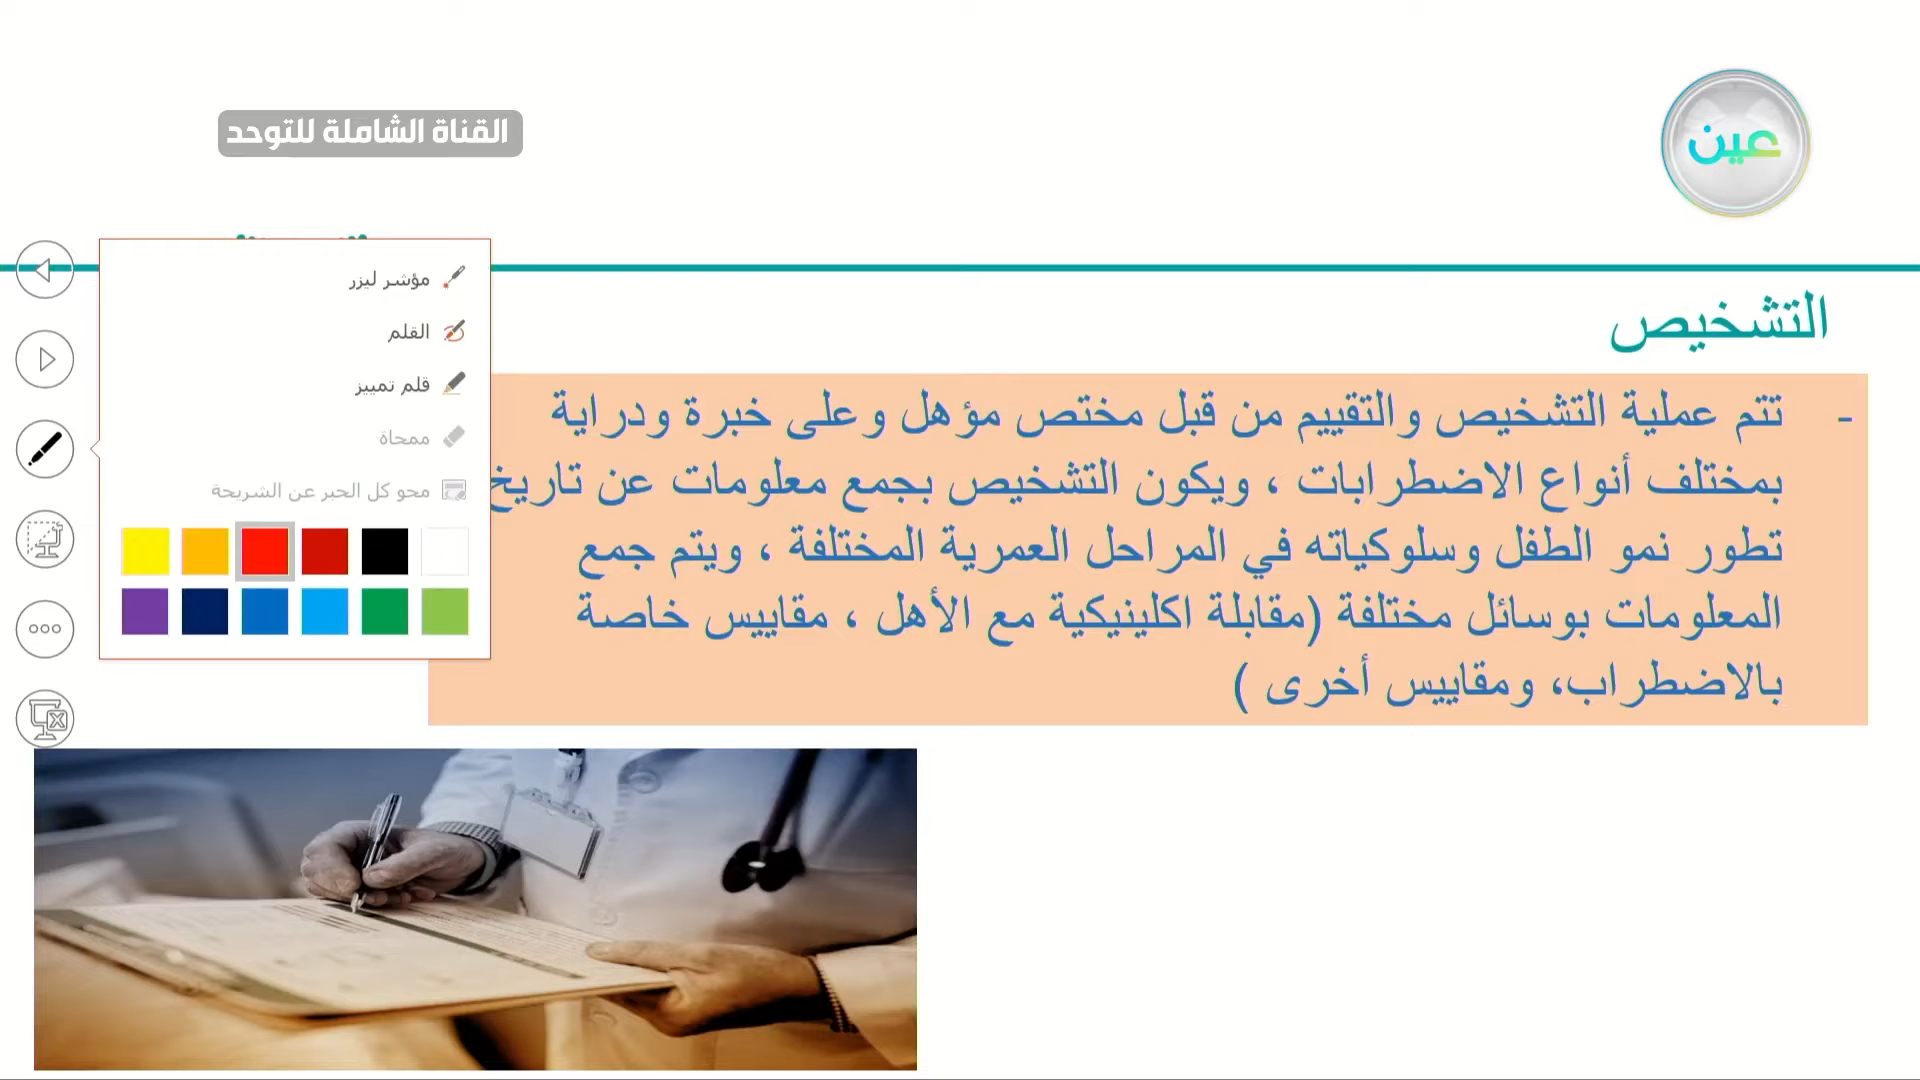 القناة الشاملة للتوحد
عين
مؤشر ليزر
القلم
قلم تمييز
ممحاة
محو كل الحبر عن الشريحة
التشخيص
- تتم عملية التشخيص والتقييم من قبل مختص مؤهل وعلى خبرة ودراية
بمختلف أنواع الاضطرابات ، ويكون التشخيص بجمع معلومات عن تاريخ
تطور نمو الطفل وسلوكياته في المراحل العمرية المختلفة ، ويتم جمع
المعلومات بوسائل مختلفة (مقابلة اكلينيكية مع الأهل ، مقاييس خاصة
بالاضطراب، ومقاييس أخرى )